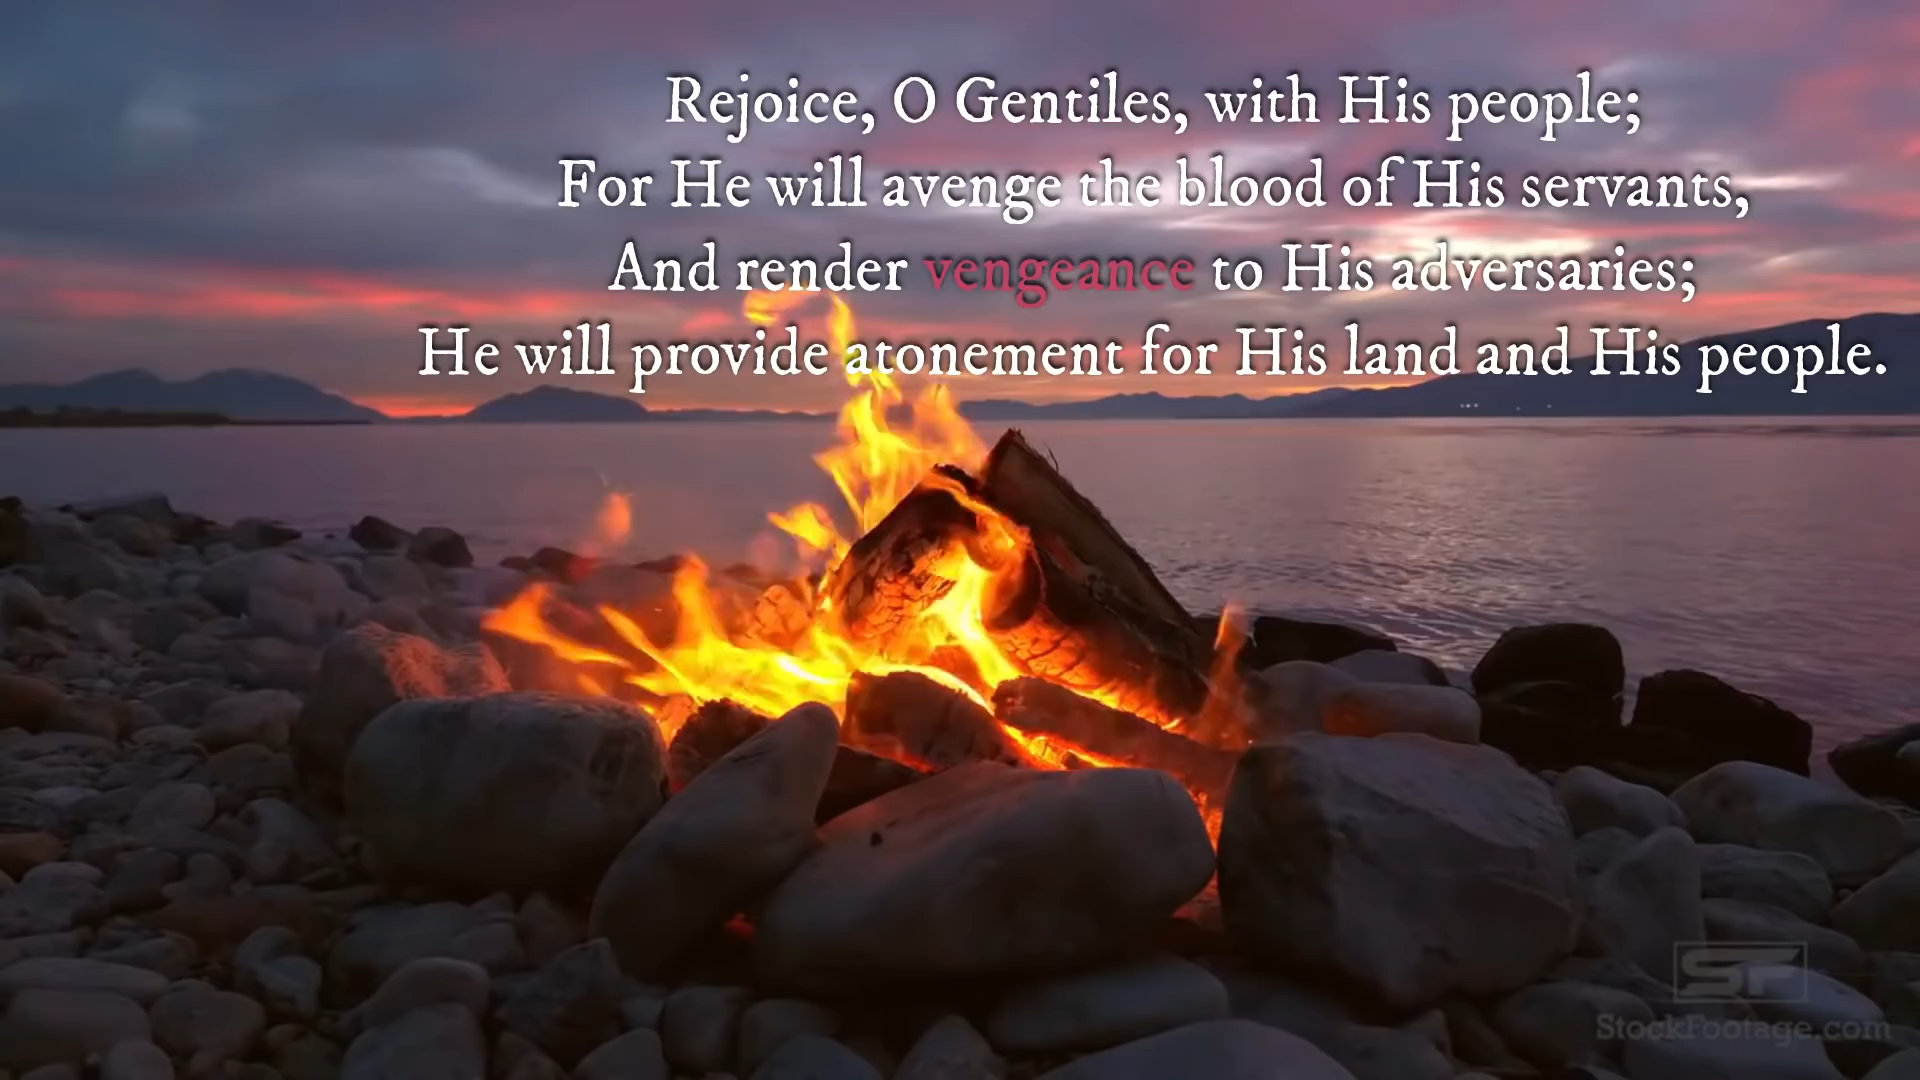 Rejoice, O Gentiles, with His people;
For He will avenge the blood of His servants,
And render vengeance to His adversaries;
He will provide atonement for His land and His people.
SF
StockFootage.com